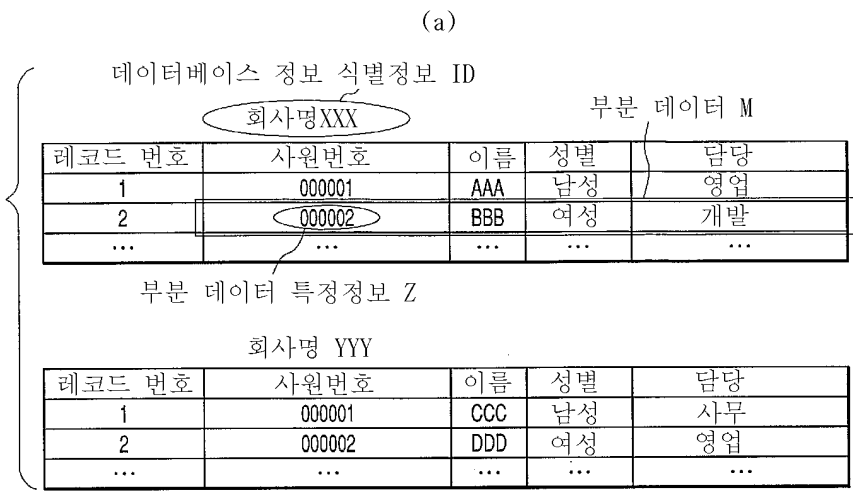 (a)
데이터베이스 정보 식별정보 ID
회사명XXX
부분 데이터 M
레코드 번호 사원번호 이름 성별 담당
1 000001 AAA 남성 영업
2 000002 BBB 여성 개발
... ... ... ... ...
부분 데이터 특정정보 Z
회사명 YYY
레코드 번호 사원번호 이름 성별 담당
1 000001 CCC 남성 사무
2 000002 DDD 여성 영업
... ... ... ... ...